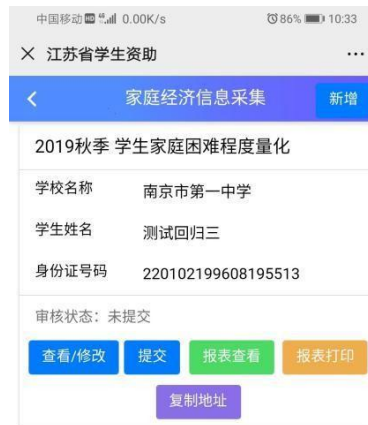 中国移动 HD 4G 0.00K/s 86% 10:33
× 江苏省学生资助 ...
< 家庭经济信息采集 新增
2019秋季 学生家庭困难程度量化
学校名称 南京市第一中学
学生姓名 测试回归三
身份证号码 220102199608195513
审核状态：未提交
查看/修改 提交 报表查看 报表打印
复制地址